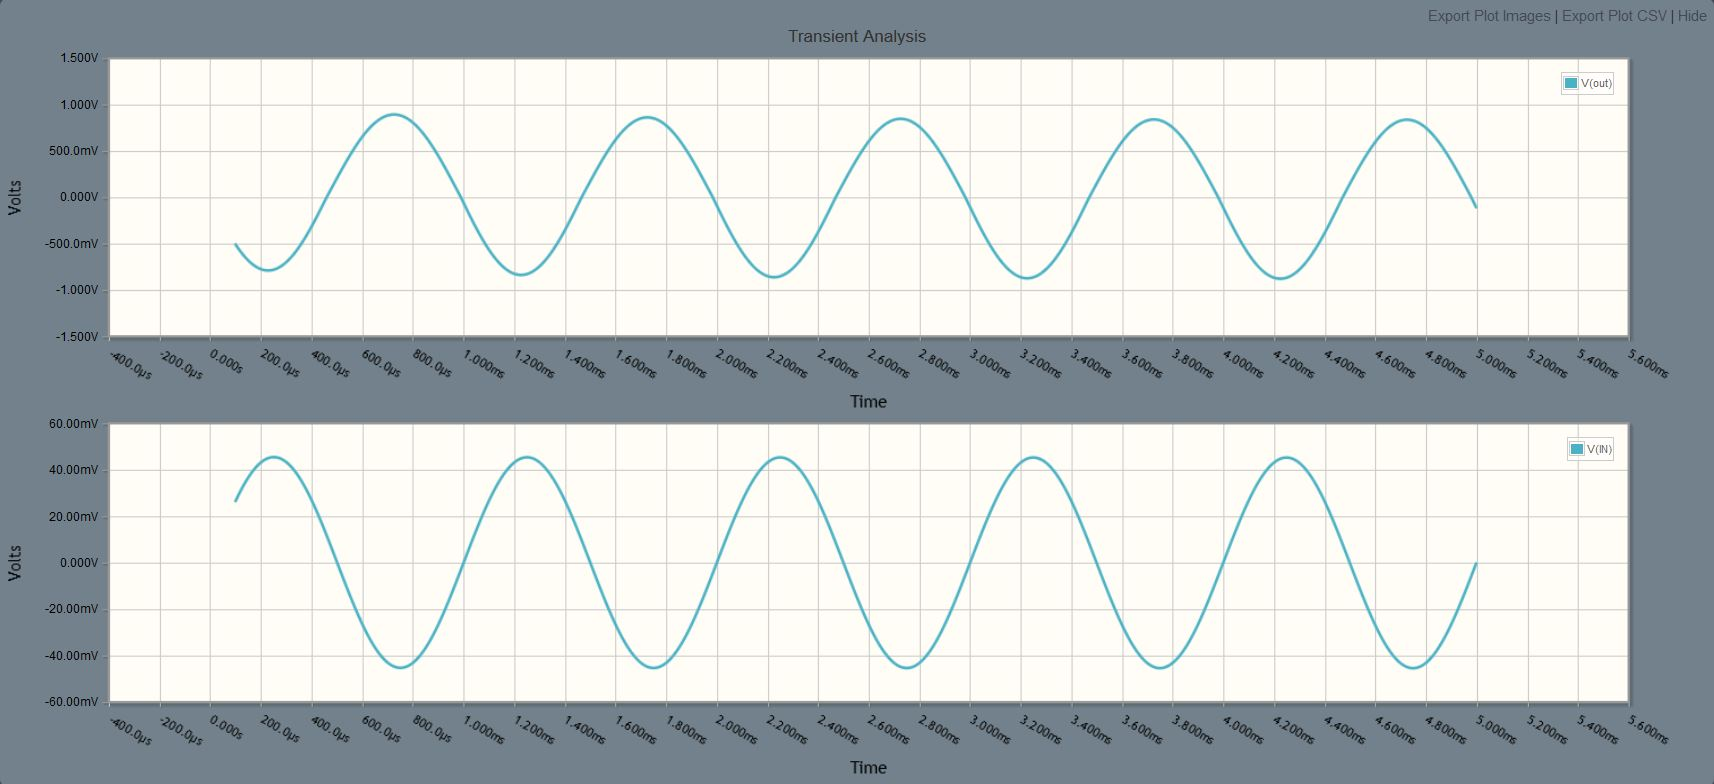 Export Plot Images | Export Plot CSV | Hide
Transient Analysis
1.500V
1.000V
500.0mV
0.000V
-500.0mV
-1.000V
-1.500V
Volts
V(out)
-400.0µs -200.0µs 0.000s 200.0µs 400.0µs 600.0µs 800.0µs 1.000ms 1.200ms 1.400ms 1.600ms 1.800ms 2.000ms 2.200ms 2.400ms 2.600ms 2.800ms 3.000ms 3.200ms 3.400ms 3.600ms 3.800ms 4.000ms 4.200ms 4.400ms 4.600ms 4.800ms 5.000ms 5.200ms 5.400ms 5.600ms
Time
60.00mV
40.00mV
20.00mV
0.000V
-20.00mV
-40.00mV
-60.00mV
Volts
V(IN)
-400.0µs -200.0µs 0.000s 200.0µs 400.0µs 600.0µs 800.0µs 1.000ms 1.200ms 1.400ms 1.600ms 1.800ms 2.000ms 2.200ms 2.400ms 2.600ms 2.800ms 3.000ms 3.200ms 3.400ms 3.600ms 3.800ms 4.000ms 4.200ms 4.400ms 4.600ms 4.800ms 5.000ms 5.200ms 5.400ms 5.600ms
Time